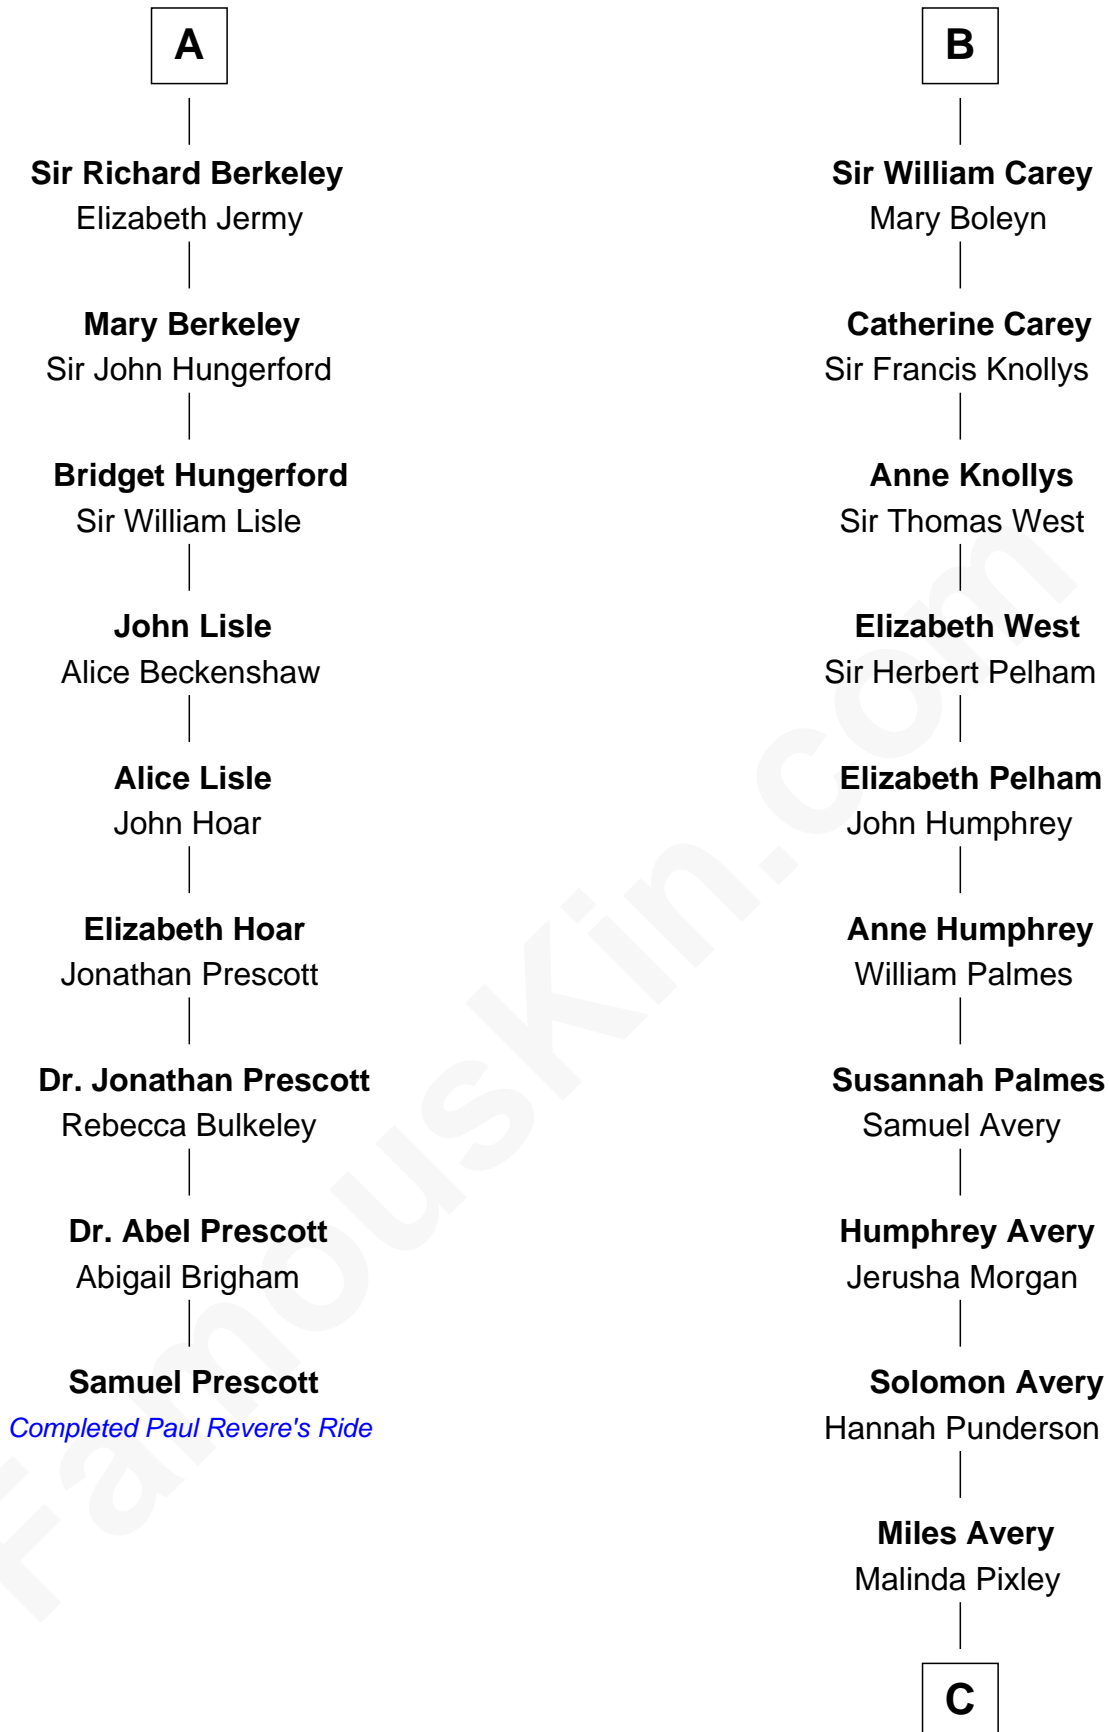 A
Sir Richard Berkeley
Elizabeth Jermy
Mary Berkeley
Sir John Hungerford
Bridget Hungerford
Sir William Lisle
John Lisle
Alice Beckenshaw
Alice Lisle
John Hoar
Elizabeth Hoar
Jonathan Prescott
Dr. Jonathan Prescott
Rebecca Bulkeley
Dr. Abel Prescott
Abigail Brigham
Samuel Prescott
Completed Paul Revere's Ride
B
Sir William Carey
Mary Boleyn
Catherine Carey
Sir Francis Knollys
Anne Knollys
Sir Thomas West
Elizabeth West
Sir Herbert Pelham
Elizabeth Pelham
John Humphrey
Anne Humphrey
William Palmes
Susannah Palmes
Samuel Avery
Humphrey Avery
Jerusha Morgan
Solomon Avery
Hannah Punderson
Miles Avery
Malinda Pixley
C
FamousKin.com